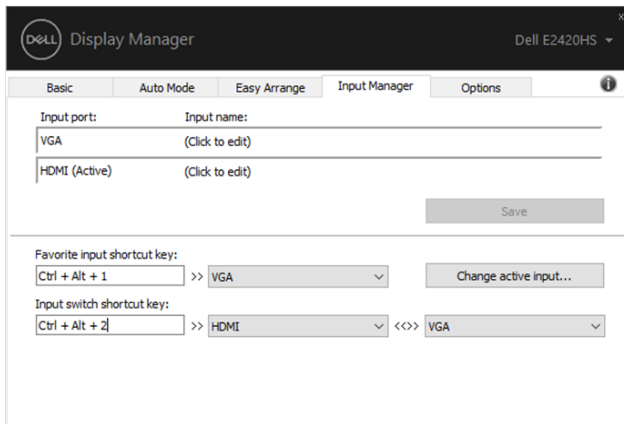 DELL Display Manager Dell E2420HS
x
Basic Auto Mode Easy Arrange Input Manager Options i
Input port: Input name:
VGA (Click to edit)
HDMI (Active) (Click to edit)
Save
Favorite input shortcut key:
Ctrl + Alt + 1 >> VGA Change active input...
Input switch shortcut key:
Ctrl + Alt + 2 >> HDMI <<>> VGA